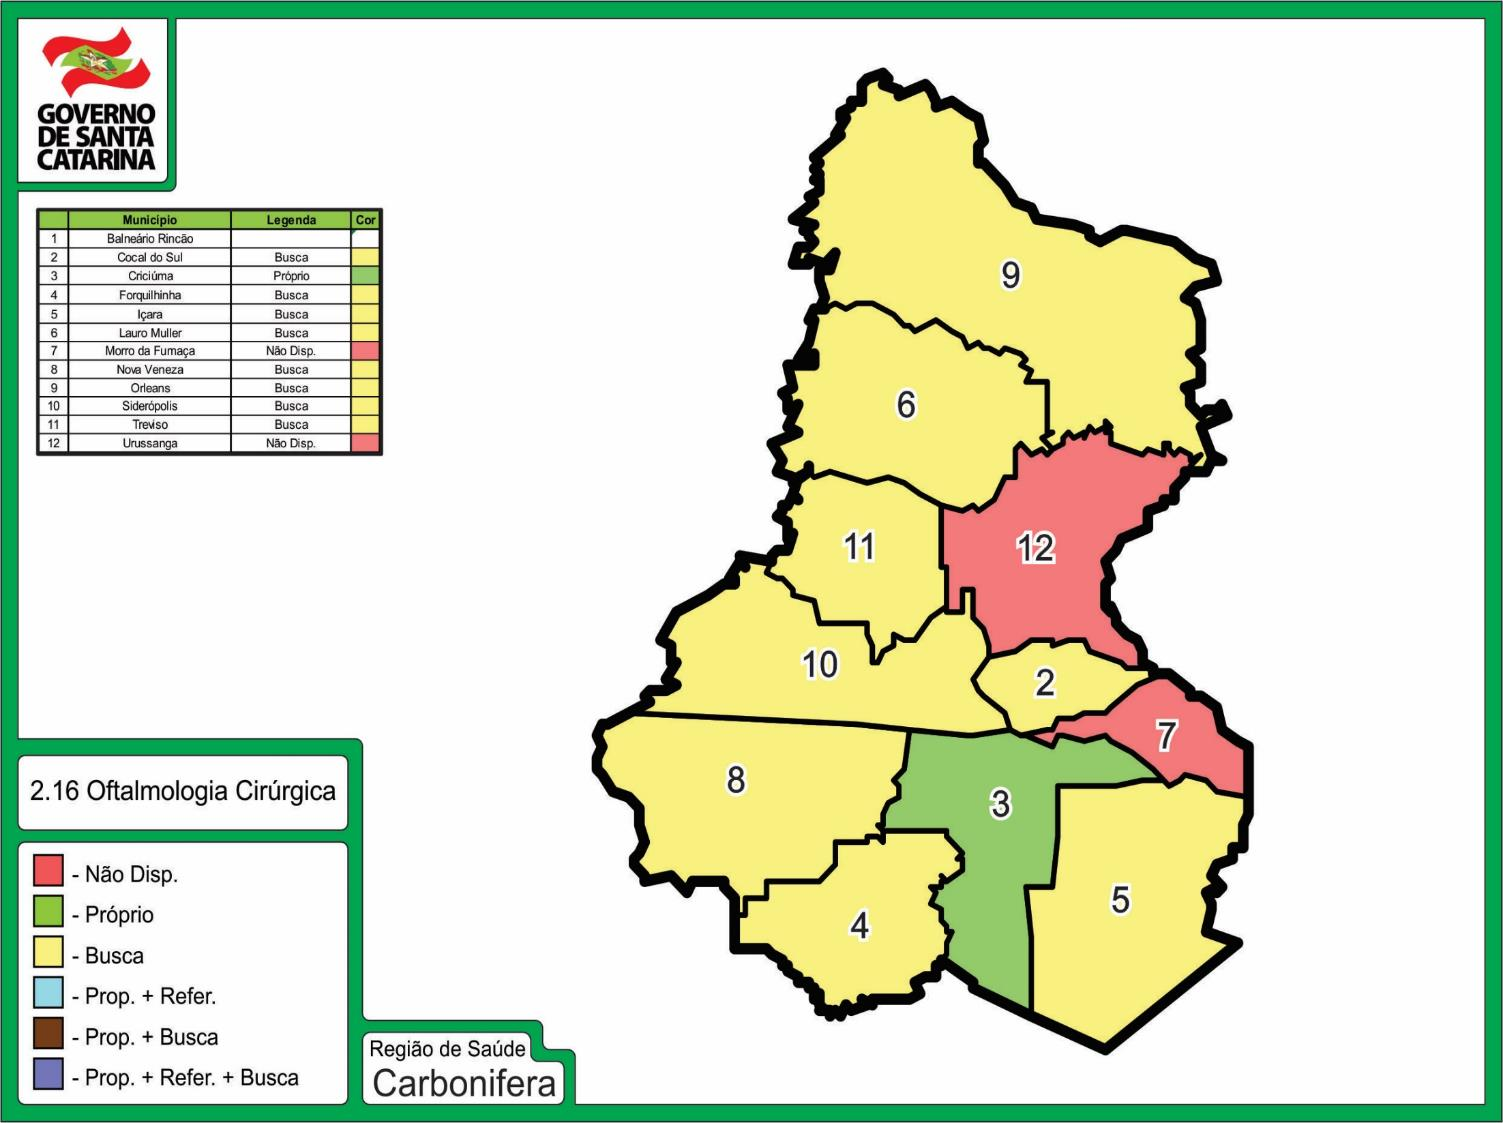 GOVERNO
DE SANTA
CATARINA
Município Legenda Cor
1 Balneário Rincão
2 Cocal do Sul Busca
3 Criciúma Próprio
4 Forquilhinha Busca
5 Içara Busca
6 Lauro Muller Busca
7 Morro da Fumaça Não Disp.
8 Nova Veneza Busca
9 Orleans Busca
10 Siderópolis Busca
11 Treviso Busca
12 Urussanga Não Disp.
9
6
11
12
10
2
7
8
3
5
4
2.16 Oftalmologia Cirúrgica
- Não Disp.
- Próprio
- Busca
- Prop. + Refer.
- Prop. + Busca
- Prop. + Refer. + Busca
Região de Saúde
Carbonifera